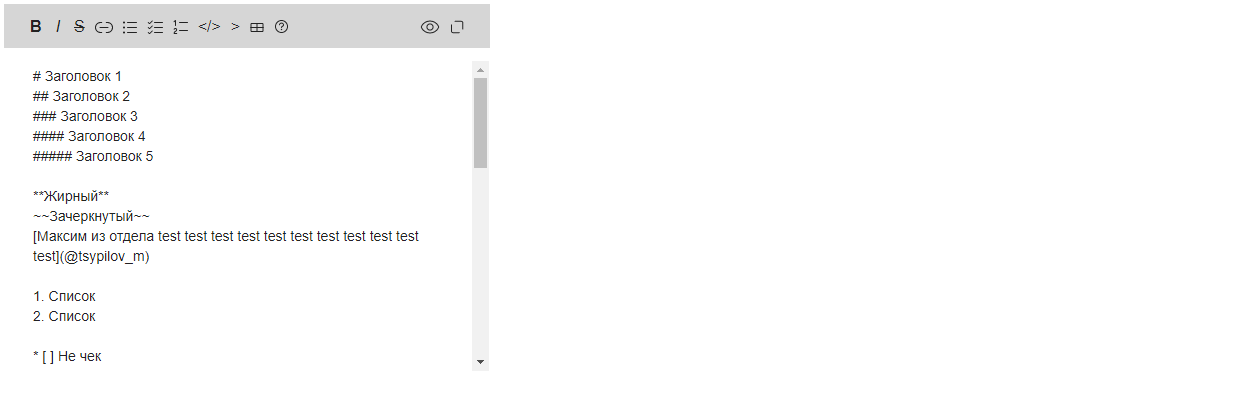 B I S </> > ?
# Заголовок 1
## Заголовок 2
### Заголовок 3
#### Заголовок 4
##### Заголовок 5
**Жирный**
~~Зачеркнутый~~
[Максим из отдела test test test test test test test test test test
test](@tsypilov_m)
1. Список
2. Список
* [ ] Не чек